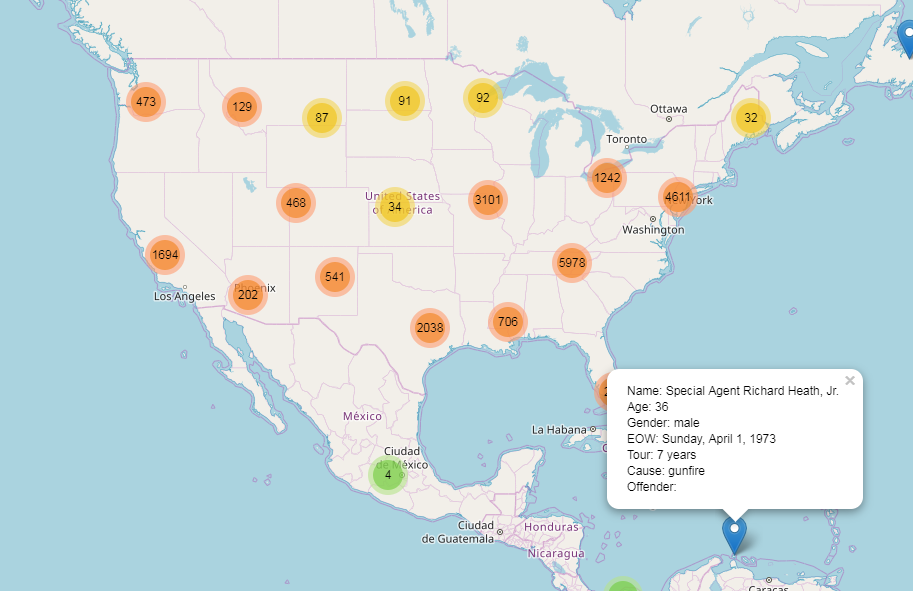 Ottawa
473
129
87
91
92
32
Toronto
1242
468
United States
of America
34
3101
4611
ork
Washington
1694
541
5978
Phoenix
202
Los Angeles
2038
706
Name: Special Agent Richard Heath, Jr.
Age: 36
Gender: male
EOW: Sunday, April 1, 1973
Tour: 7 years
Cause: gunfire
Offender:
×
2
México
La Habana
C
Ciudad
de México
4
Ciudad
de Guatemala
Honduras
Nicaragua
Caracas